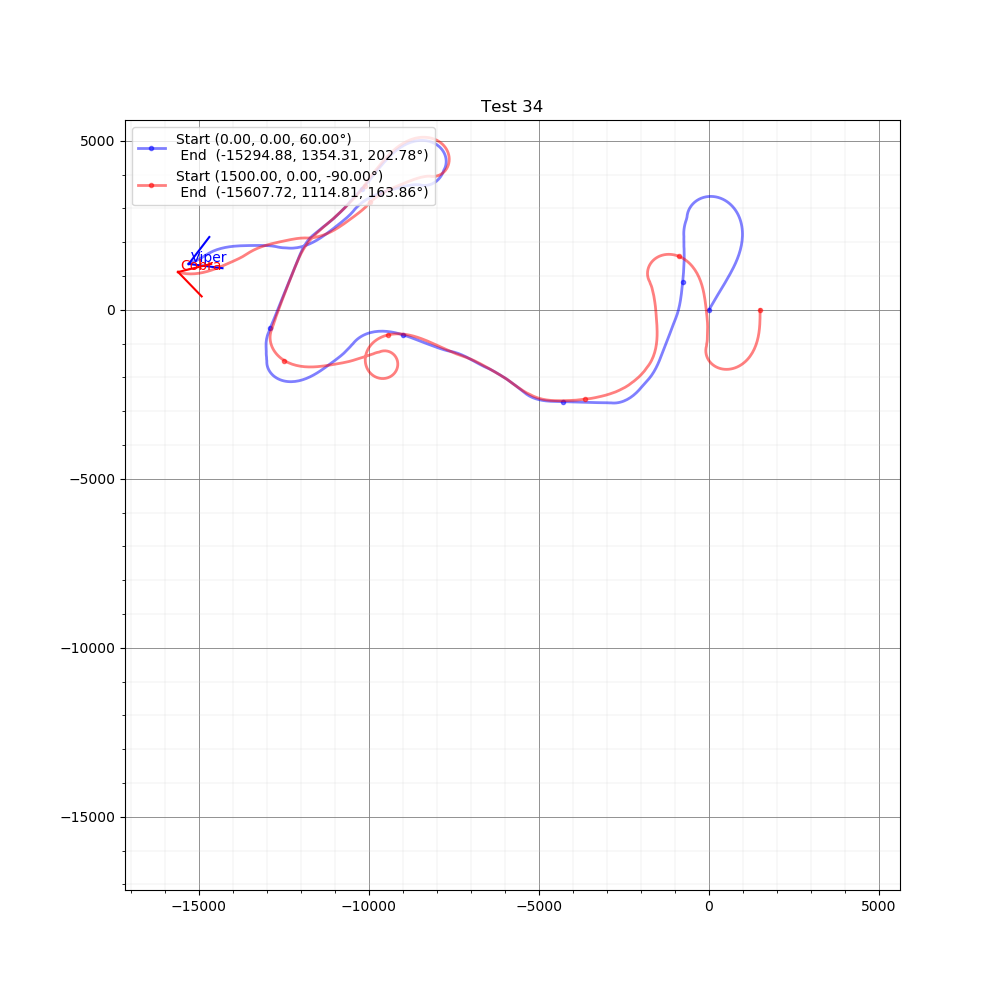 Test 34
Start (0.00, 0.00, 60.00°)
End (-15294.88, 1354.31, 202.78°)
Start (1500.00, 0.00, -90.00°)
End (-15607.72, 1114.81, 163.86°)
5000
0
−5000
−10000
−15000
Viper
Cobra
−15000 −10000 −5000 0 5000